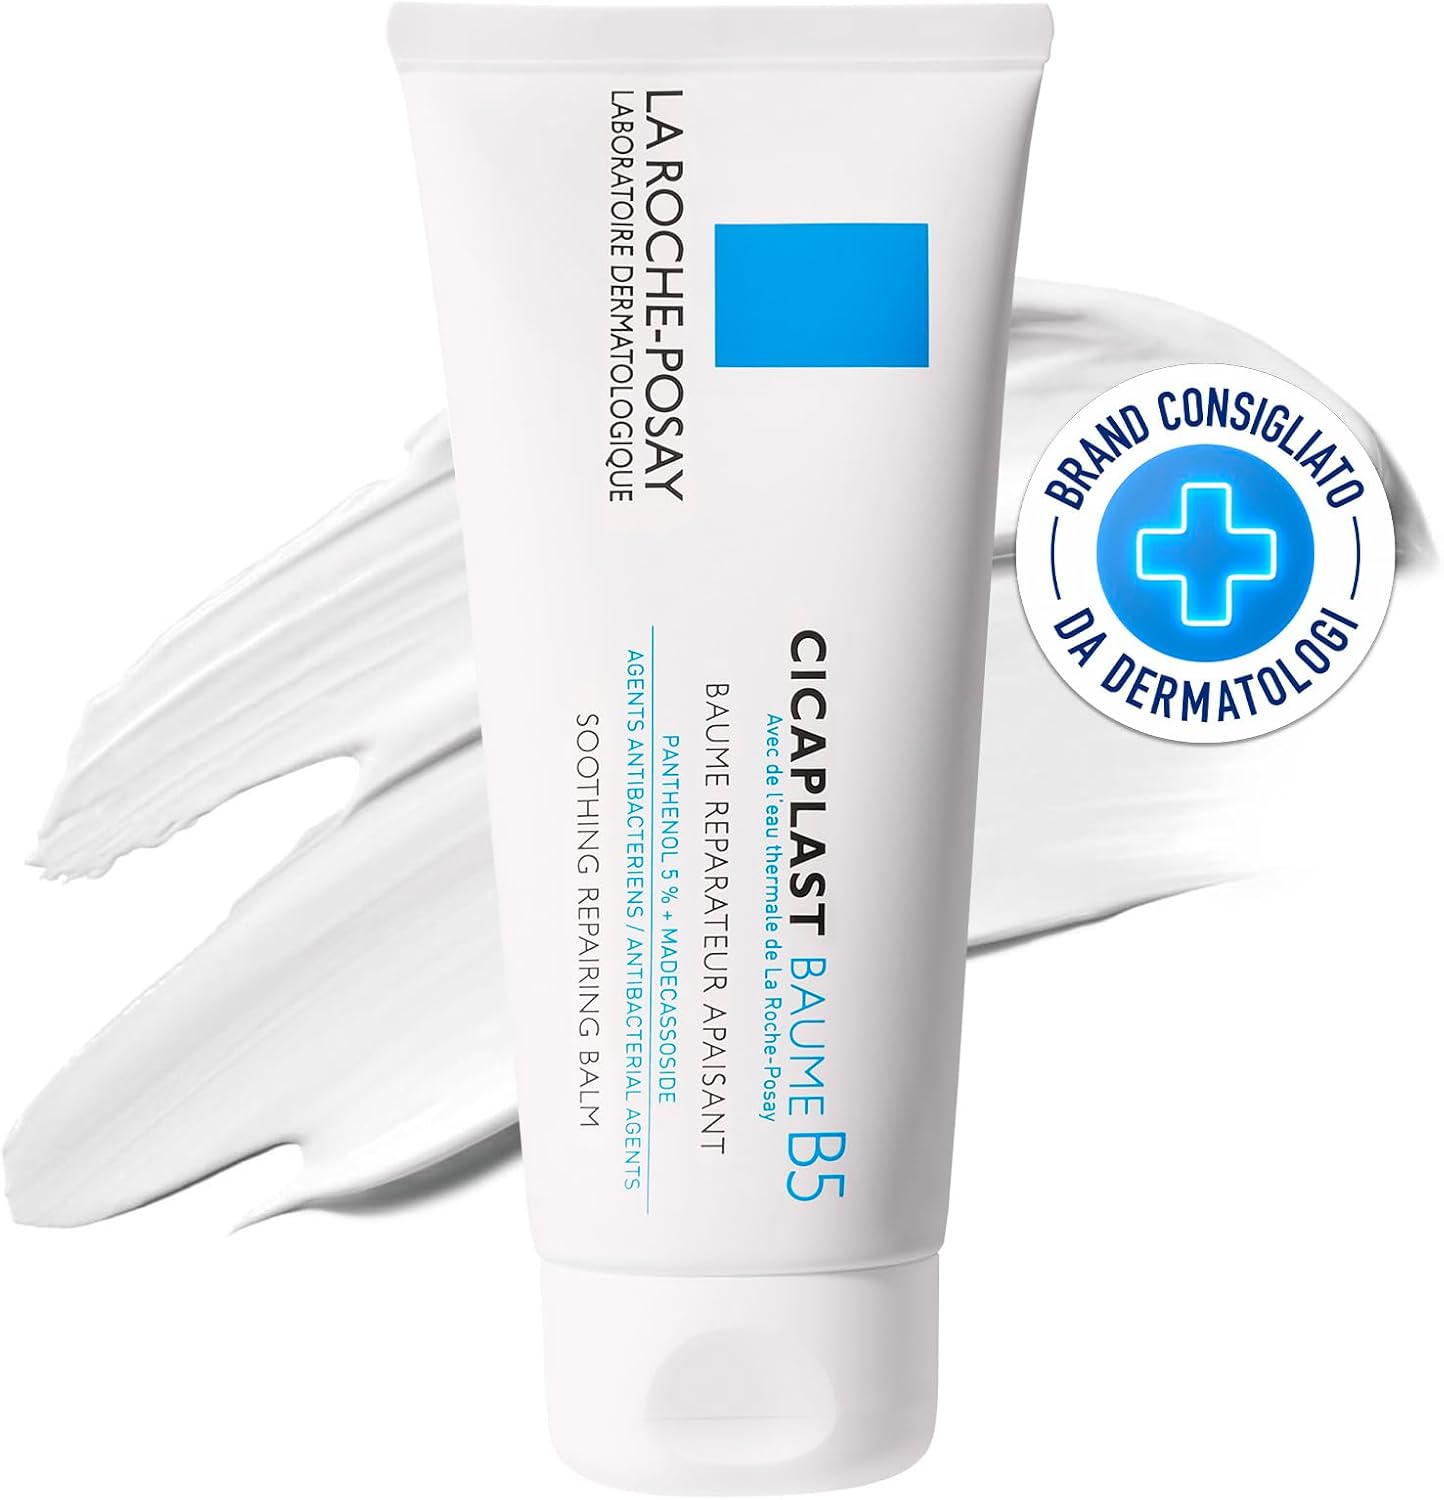 LA ROCHE-POSAY
LABORATOIRE DERMATOLOGIQUE
CICAPLAST BAUME B5
Avec de l'eau thermale de La Roche-Posay
BAUME REPARATEUR APAISANT
PANTHENOL 5 % + MADECASSOSIDE
AGENTS ANTIBACTERIENS / ANTIBACTERIAL AGENTS
SOOTHING REPAIRING BALM
BRAND CONSIGLIATO
DA DERMATOLOGI